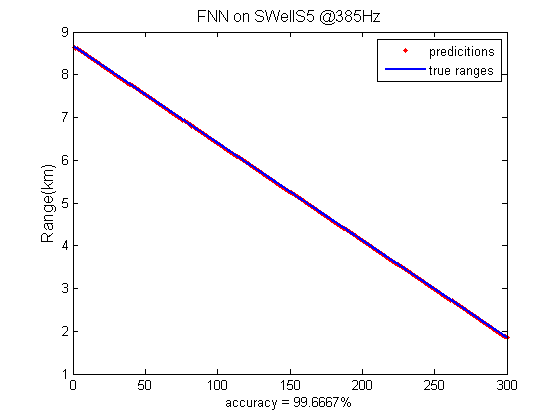 FNN on SWellS5 @385Hz
predicitions
true ranges
Range(km)
9
8
7
6
5
4
3
2
1
0 50 100 150 200 250 300
accuracy = 99.6667%